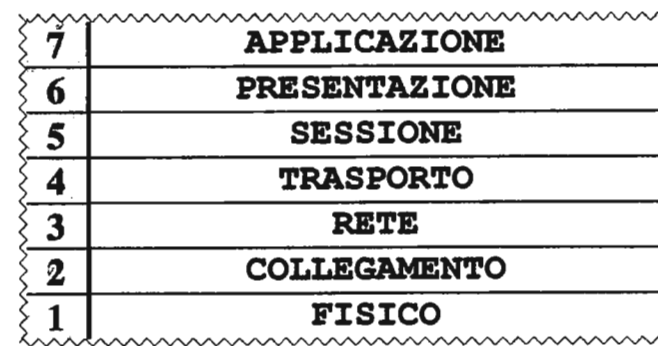 7 APPLICAZIONE
6 PRESENTAZIONE
5 SESSIONE
4 TRASPORTO
3 RETE
2 COLLEGAMENTO
1 FISICO